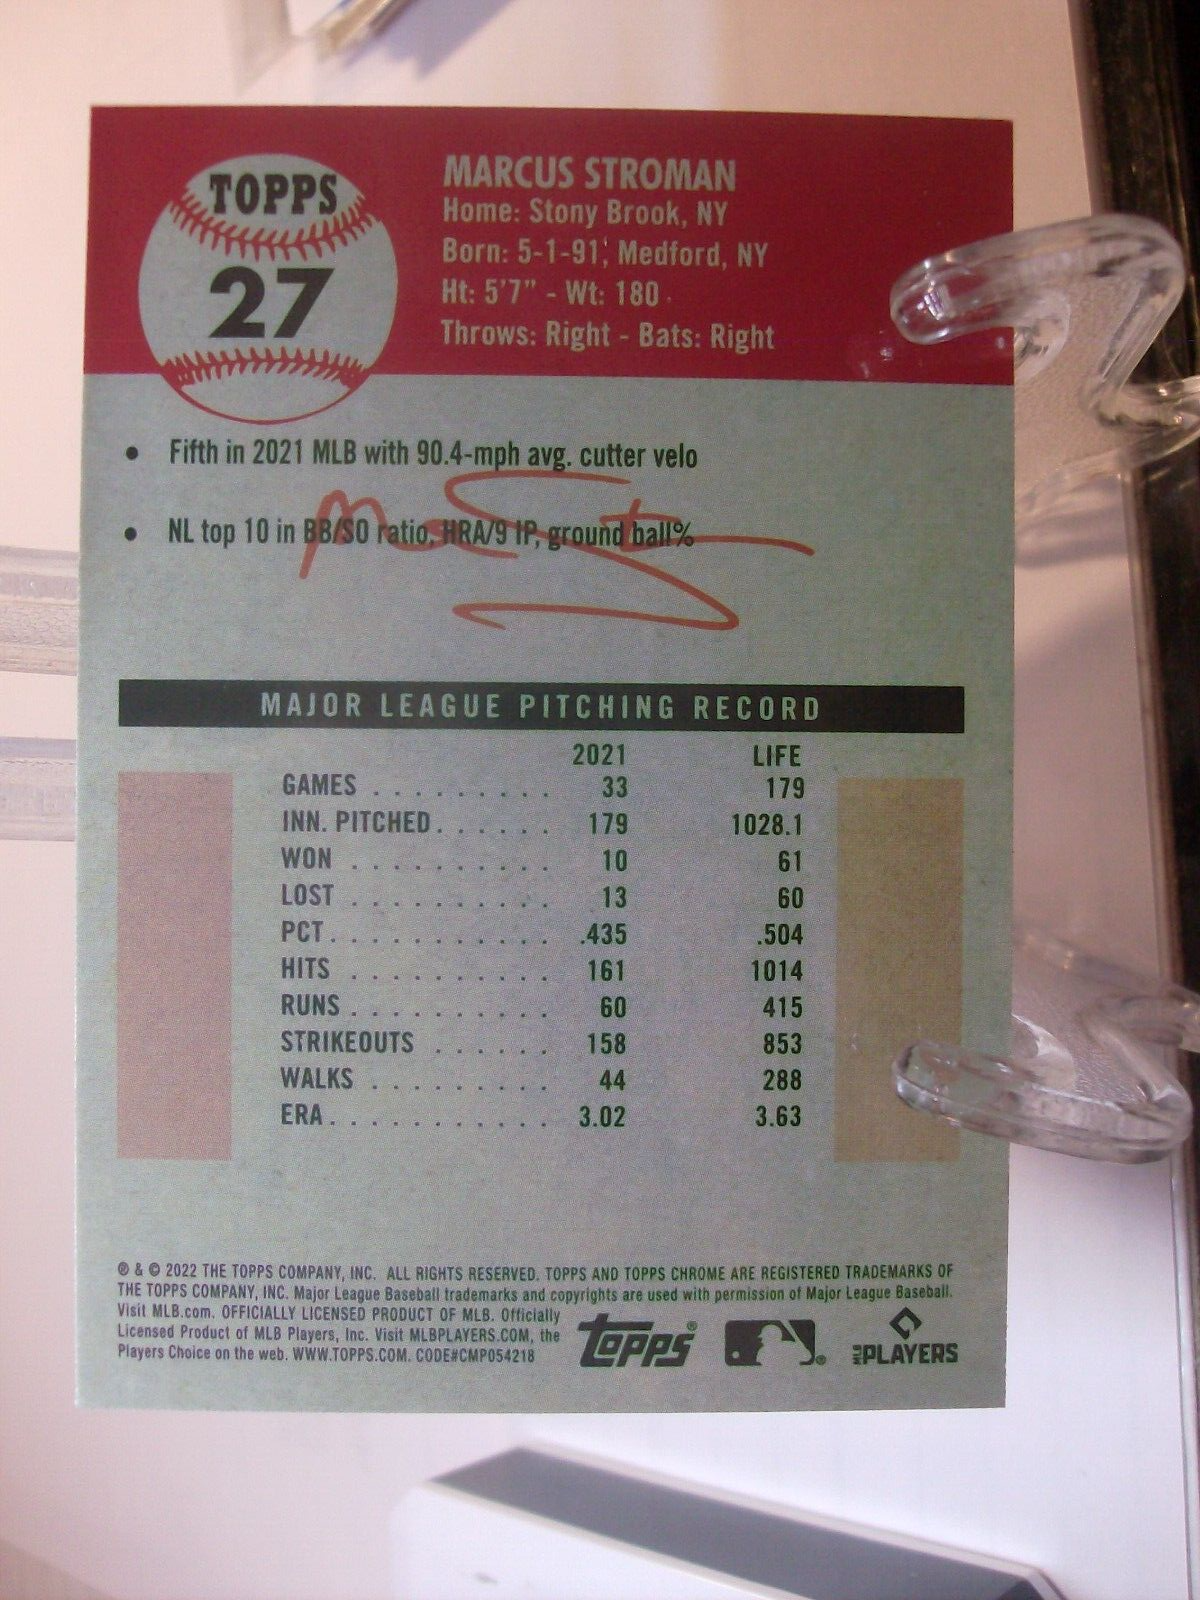 TOPPS
27
MARCUS STROMAN
Home: Stony Brook, NY
Born: 5-1-91, Medford, NY
Ht: 5'7" - Wt: 180
Throws: Right - Bats: Right
• Fifth in 2021 MLB with 90.4-mph avg. cutter velo
• NL top 10 in BB/SO ratio, HRA/9 IP, ground ball%
MAJOR LEAGUE PITCHING RECORD
2021 LIFE
GAMES . . . . . . . . . . 33 179
INN. PITCHED. . . . . . 179 1028.1
WON . . . . . . . . . . . 10 61
LOST . . . . . . . . . . . 13 60
PCT. . . . . . . . . . . . .435 .504
HITS . . . . . . . . . . . 161 1014
RUNS . . . . . . . . . . . 60 415
STRIKEOUTS . . . . . . 158 853
WALKS . . . . . . . . . . 44 288
ERA. . . . . . . . . . . . 3.02 3.63
® & © 2022 THE TOPPS COMPANY, INC. ALL RIGHTS RESERVED. TOPPS AND TOPPS CHROME ARE REGISTERED TRADEMARKS OF
THE TOPPS COMPANY, INC. Major League Baseball trademarks and copyrights are used with permission of Major League Baseball.
Visit MLB.com. OFFICIALLY LICENSED PRODUCT OF MLB. Officially
Licensed Product of MLB Players, Inc. Visit MLBPLAYERS.COM, the
Players Choice on the web. WWW.TOPPS.COM. CODE#CMP054218
Topps®
®
MLB PLAYERS